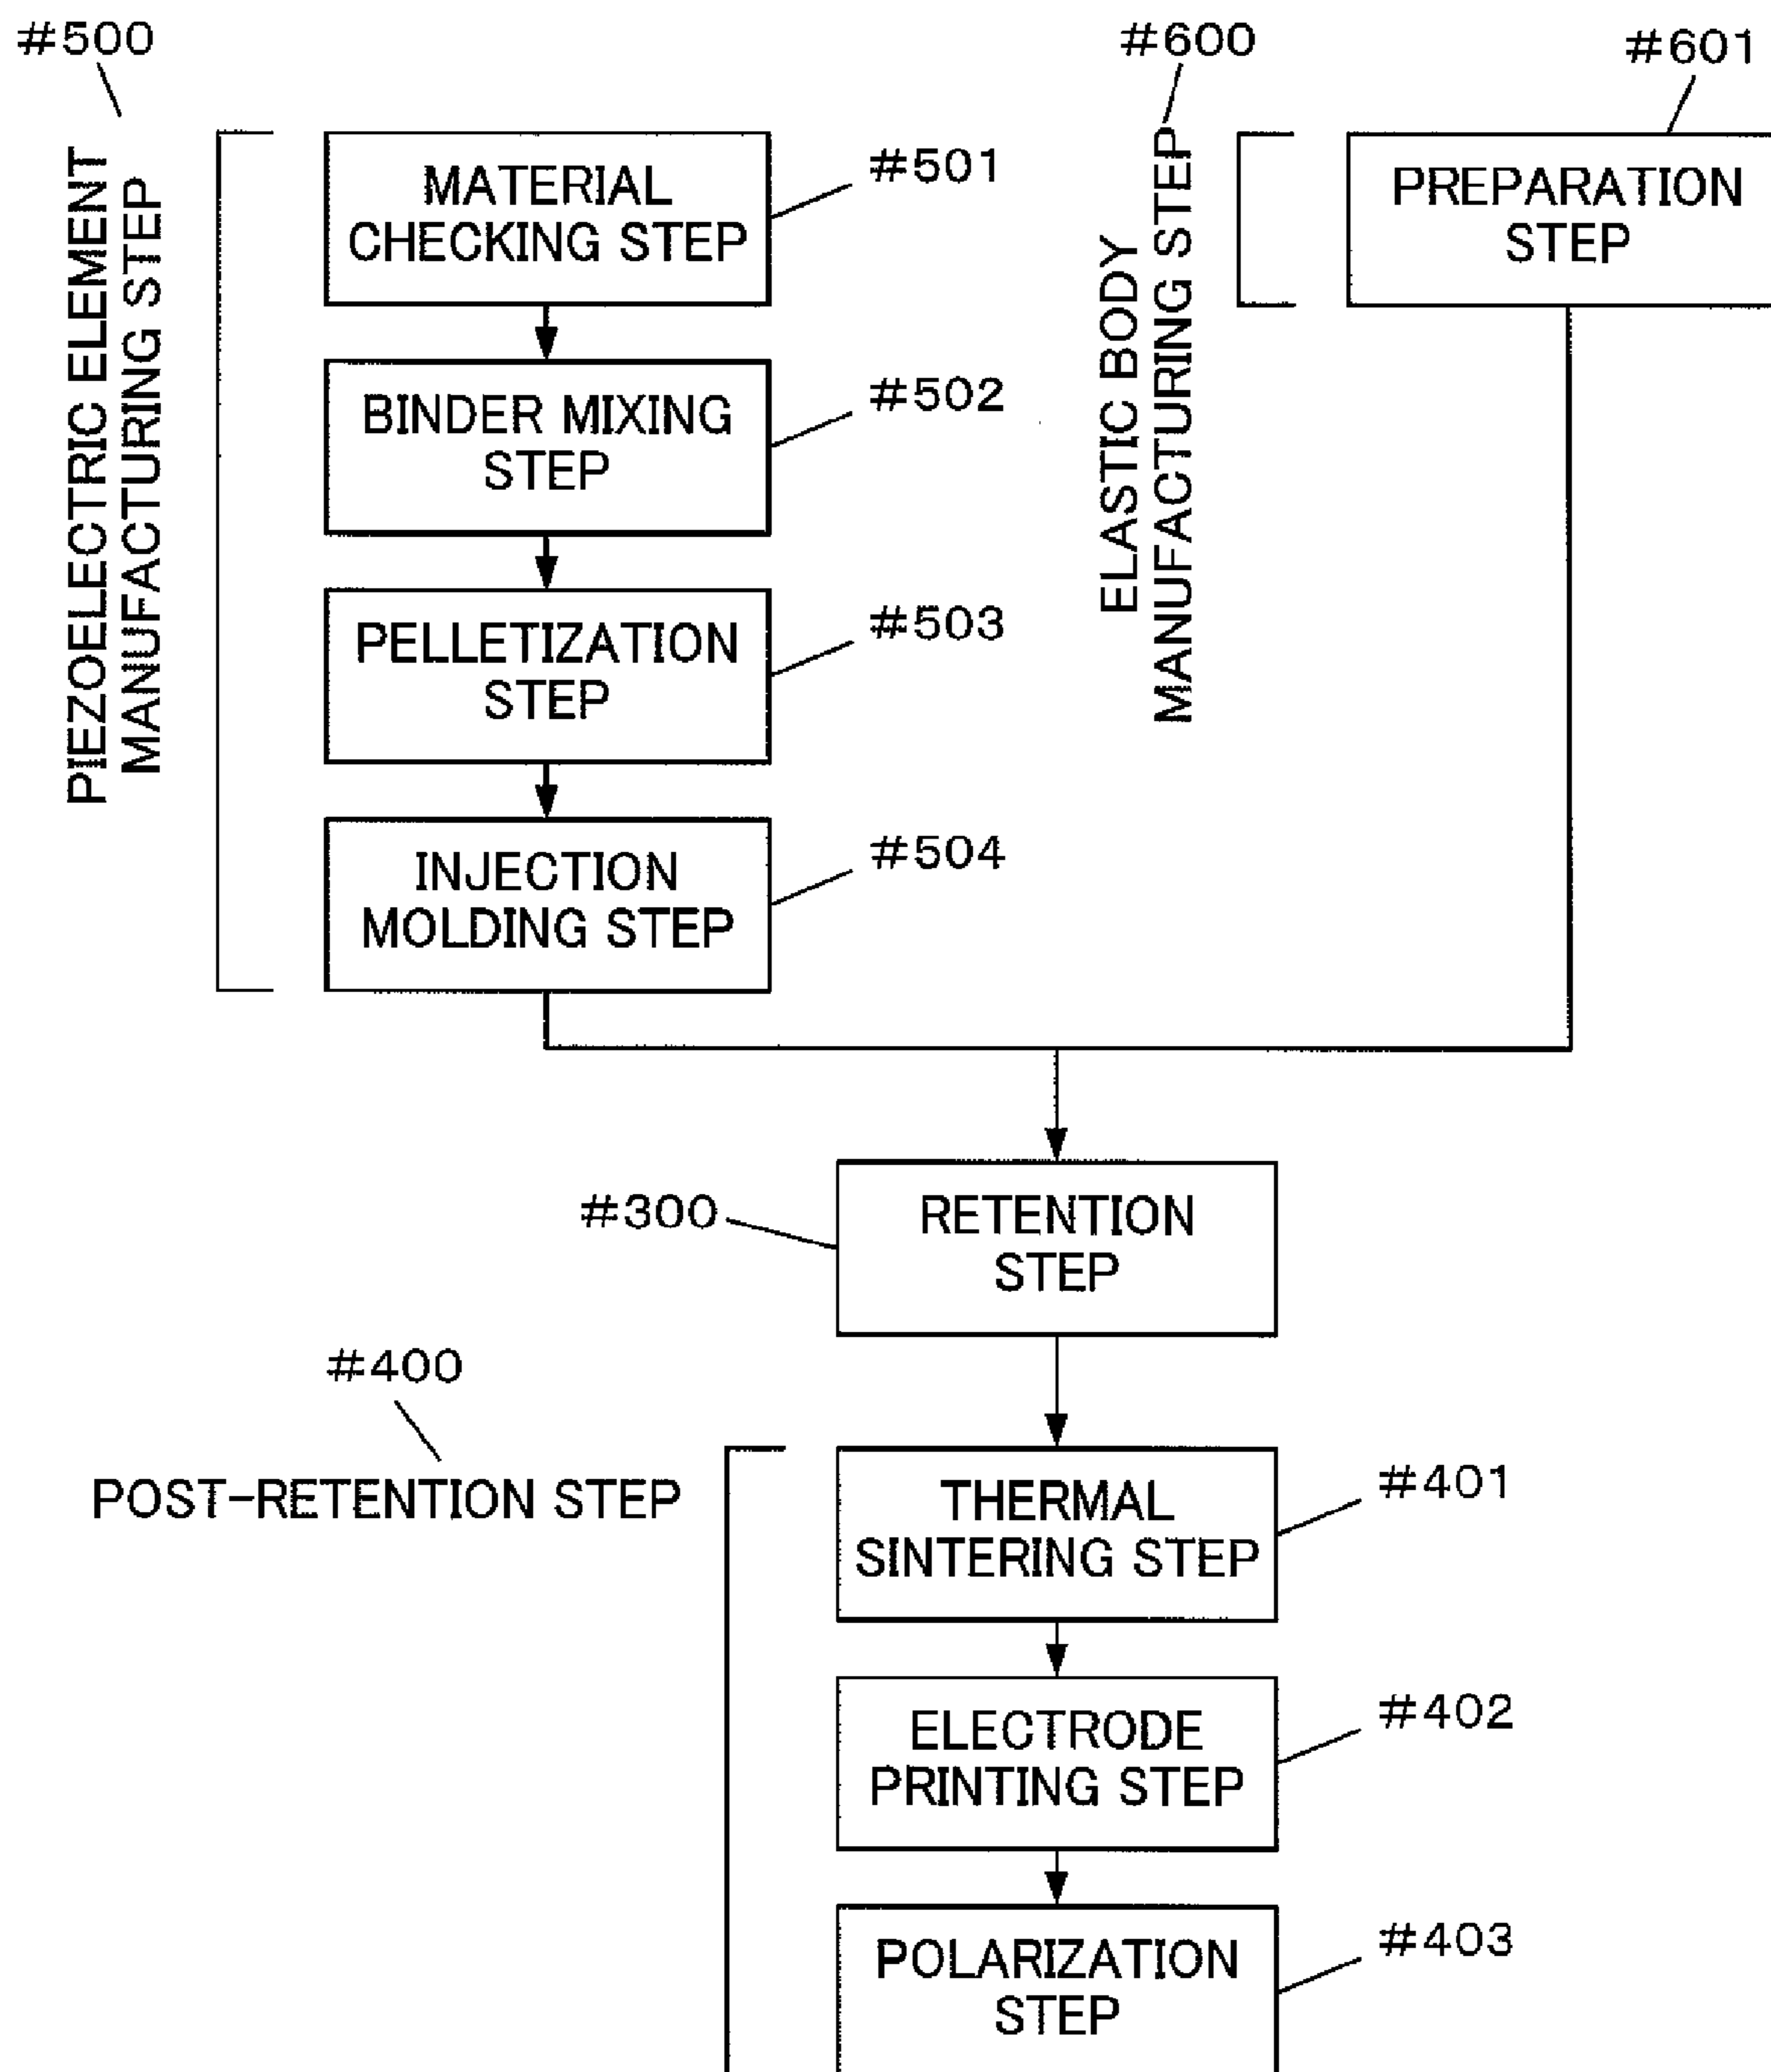 #500
PIEZOELECTRIC ELEMENT
MANUFACTURING STEP
#501
MATERIAL
CHECKING STEP
#502
BINDER MIXING
STEP
#503
PELLETIZATION
STEP
#504
INJECTION
MOLDING STEP
#600
ELASTIC BODY
MANUFACTURING STEP
#601
PREPARATION
STEP
#300
RETENTION
STEP
#400
POST-RETENTION STEP
#401
THERMAL
SINTERING STEP
#402
ELECTRODE
PRINTING STEP
#403
POLARIZATION
STEP